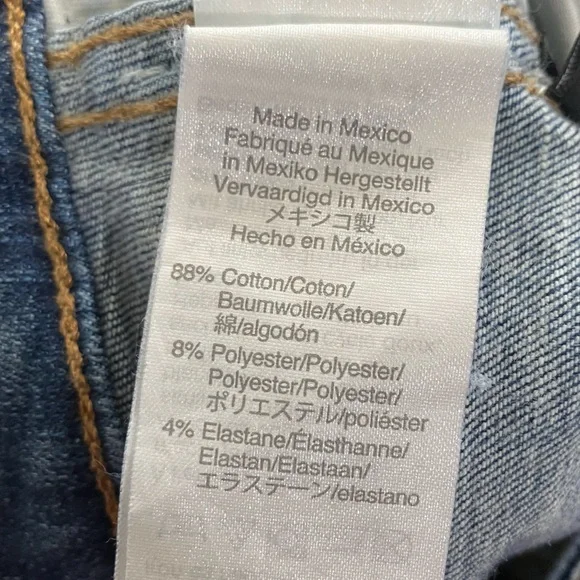 Made in Mexico
Fabriqué au Mexique
in Mexiko Hergestellt
Vervaardigd in Mexico
メキシコ製
Hecho en México
88% Cotton/Coton/
Baumwolle/Katoen/
綿/algodón
8% Polyester/Polyester/
Polyester/Polyester/
ポリエステル/poliéster
4% Elastane/Élasthanne/
Elastan/Elastaan/
エラステーン/elastano